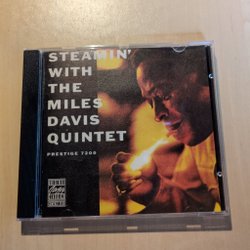 STEAMIN'
WITH
THE
MILES
DAVIS
QUINTET
PRESTIGE 7200